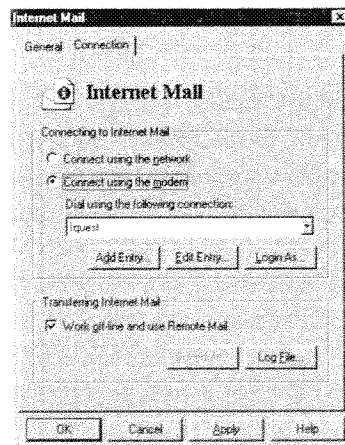 Internet Mail
General Connection
Internet Mail
Connecting to Internet Mail
Connect using the network
Connect using the modem
Dial using the following connection:
Iquest
Add Entry... Edit Entry... Login As...
Transferring Internet Mail
Work off-line and use Remote Mail
Log File...
OK Cancel Apply Help